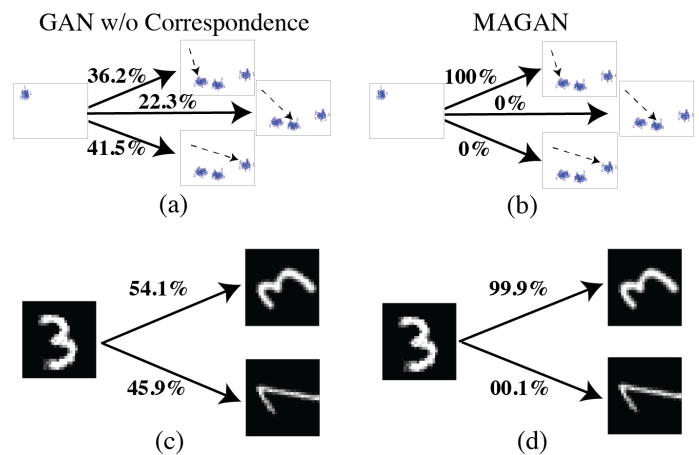 GAN w/o Correspondence
MAGAN
36.2%
22.3%
41.5%
(a)
100%
0%
0%
(b)
54.1%
45.9%
(c)
99.9%
00.1%
(d)